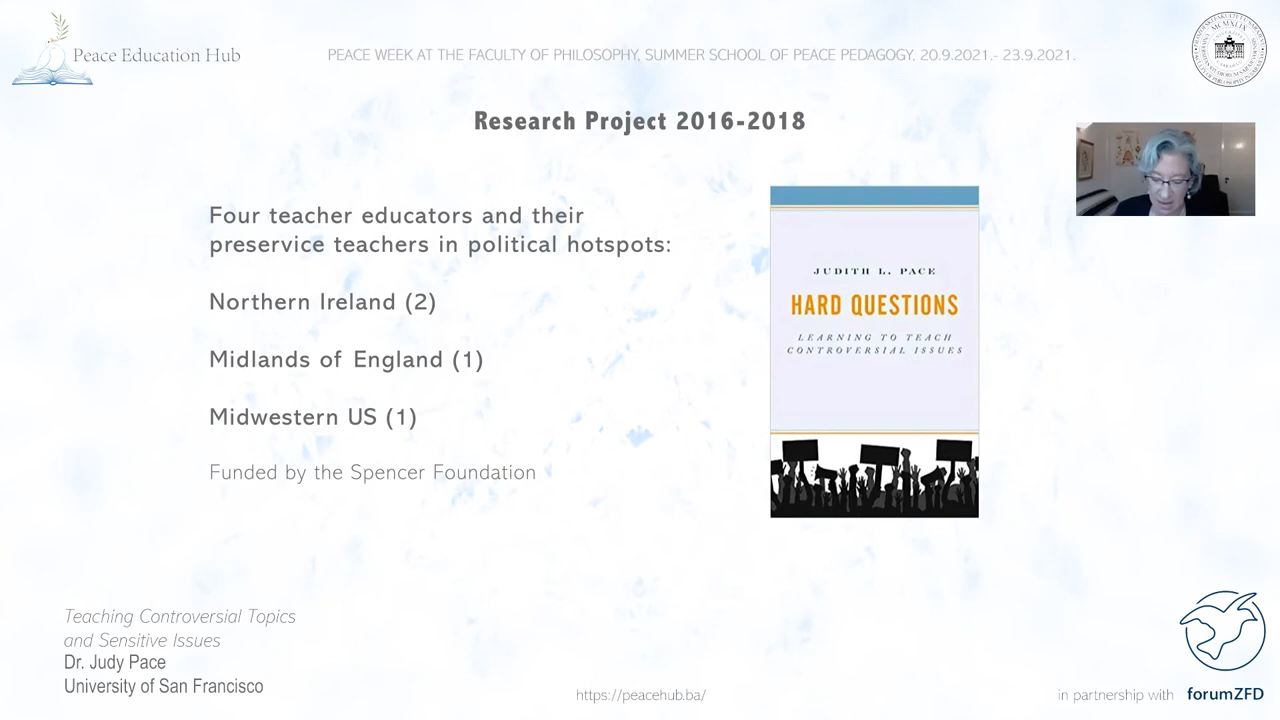 Peace Education Hub
PEACE WEEK AT THE FACULTY OF PHILOSOPHY, SUMMER SCHOOL OF PEACE PEDAGOGY, 20.9.2021.- 23.9.2021.
Research Project 2016-2018
Four teacher educators and their
preservice teachers in political hotspots:
Northern Ireland (2)
Midlands of England (1)
Midwestern US (1)
Funded by the Spencer Foundation
JUDITH L. PACE
HARD QUESTIONS
LEARNING TO TEACH
CONTROVERSIAL ISSUES
Teaching Controversial Topics
and Sensitive Issues
Dr. Judy Pace
University of San Francisco
https://peacehub.ba/
in partnership with forumZFD